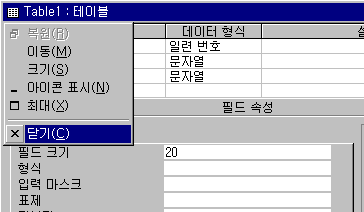 Table1 : 테이블
복원(R)
이동(M)
크기(S)
아이콘 표시(N)
최대(X)
닫기(C)
데이터 형식
설
일련 번호
문자열
문자열
필드 속성
필드 크기 20
형식
입력 마스크
표제